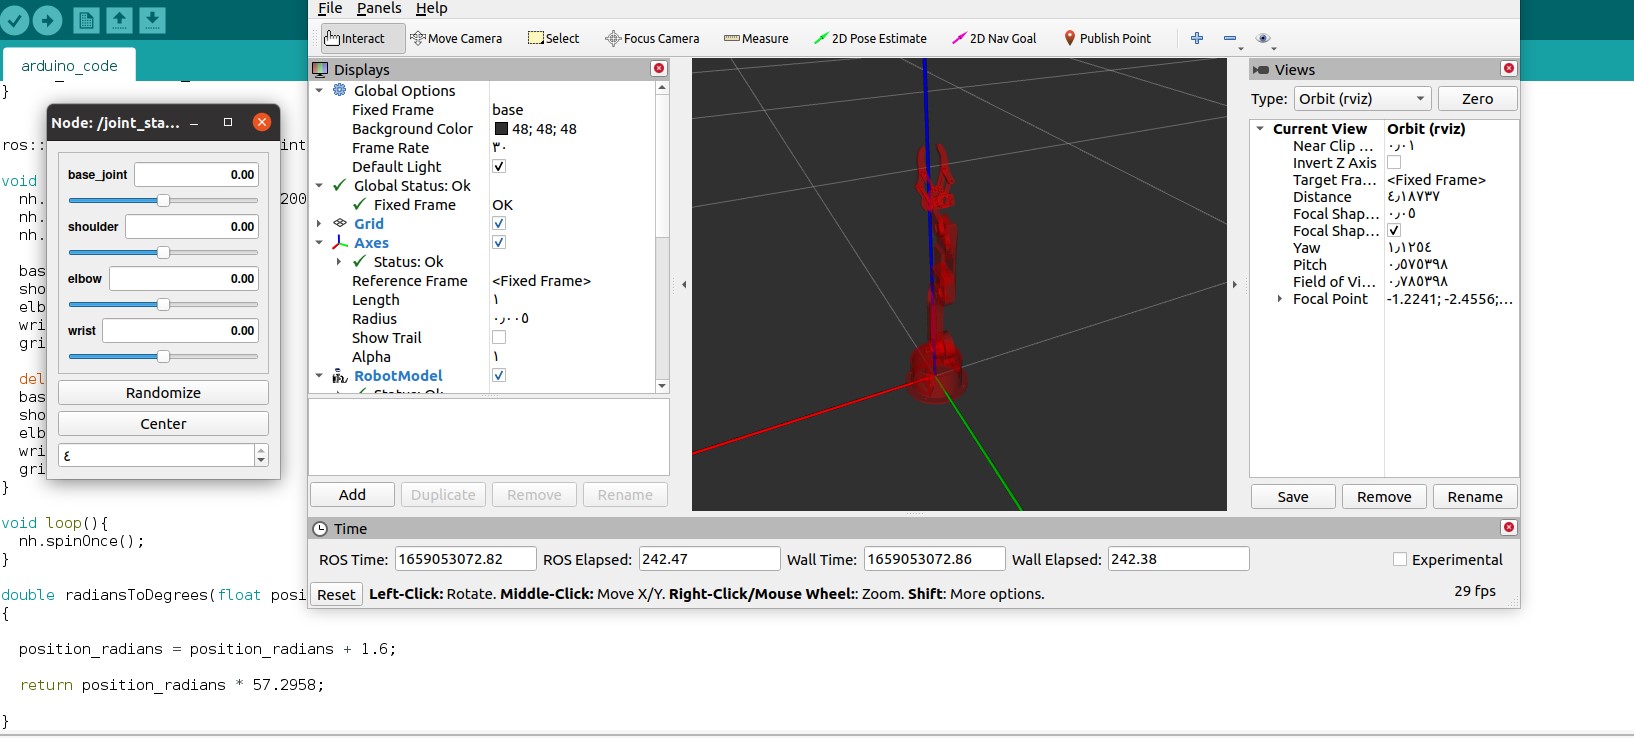 arduino_code
}
ros::
int
void
nh.
200
nh.
nh.
bas
sho
elb
wri
gri
del
bas
sho
elb
wri
gri
}
void loop(){
nh.spinOnce();
}
double radiansToDegrees(float posi
{
position_radians = position_radians + 1.6;
return position_radians * 57.2958;
}
Node: /joint_sta...
base_joint 0.00
shoulder 0.00
elbow 0.00
wrist 0.00
Randomize
Center
٤
File Panels Help
Interact Move Camera Select Focus Camera Measure 2D Pose Estimate 2D Nav Goal Publish Point
Displays
Global Options
Fixed Frame base
Background Color 48; 48; 48
Frame Rate ٣٠
Default Light
Global Status: Ok
Fixed Frame OK
Grid
Axes
Status: Ok
Reference Frame <Fixed Frame>
Length ١
Radius ٠٫٠٠٥
Show Trail
Alpha ١
RobotModel
Status: Ok
Add Duplicate Remove Rename
Views
Type: Orbit (rviz) Zero
Current View Orbit (rviz)
Near Clip ... ٠٫٠١
Invert Z Axis
Target Fra... <Fixed Frame>
Distance ٤٫١٨٧٣٧
Focal Shap... ٠٫٠٥
Focal Shap...
Yaw ١٫١٢٥٤
Pitch ٠٫٥٧٥٣٩٨
Field of Vi... ٠٫٧٨٥٣٩٨
Focal Point -1.2241; -2.4556;...
Save Remove Rename
Time
ROS Time: 1659053072.82 ROS Elapsed: 242.47 Wall Time: 1659053072.86 Wall Elapsed: 242.38 Experimental
Reset Left-Click: Rotate. Middle-Click: Move X/Y. Right-Click/Mouse Wheel:: Zoom. Shift: More options. 29 fps